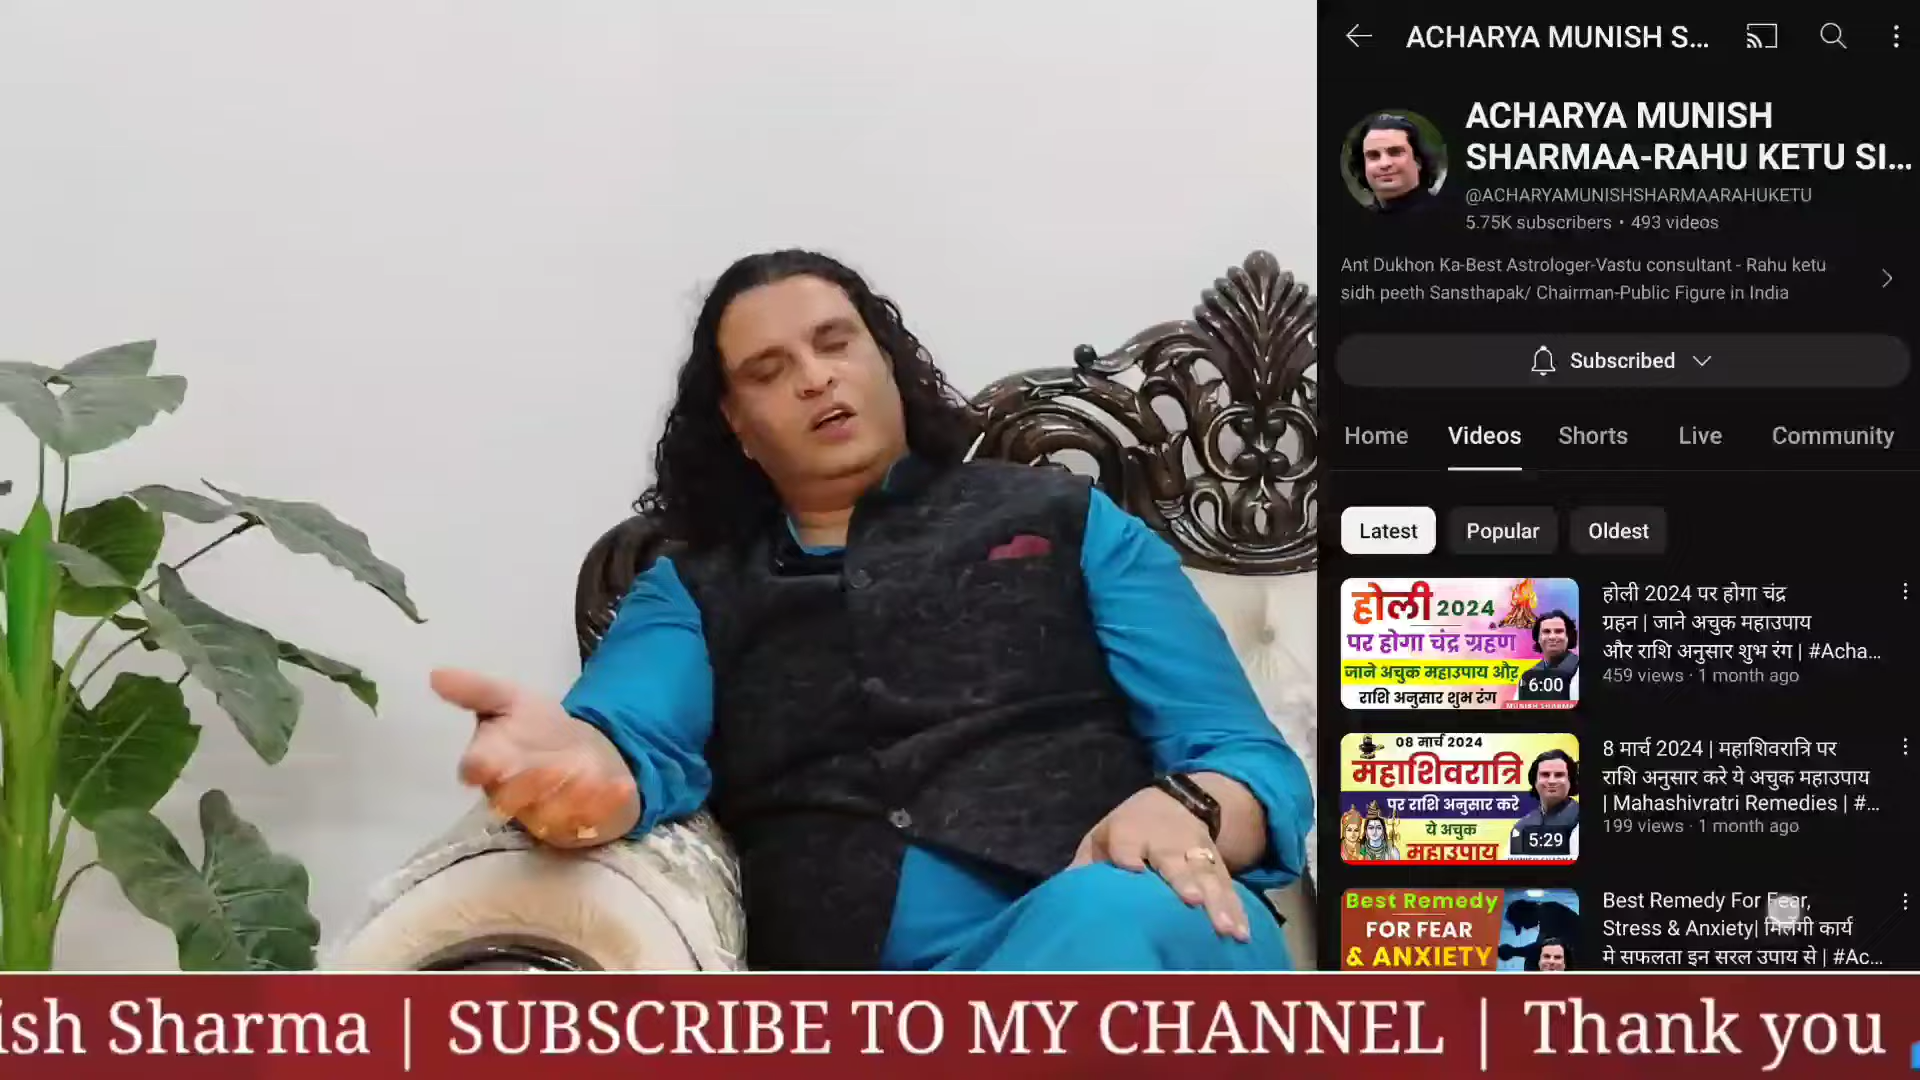 ACHARYA MUNISH S...
ACHARYA MUNISH
SHARMAA-RAHU KETU SI...
@ACHARYAMUNISHSHARMAARAHUKETU
5.75K subscribers • 493 videos
Ant Dukhon Ka-Best Astrologer-Vastu consultant - Rahu ketu
sidh peeth Sansthapak/ Chairman-Public Figure in India
Subscribed
Home Videos Shorts Live Community
Latest Popular Oldest
होली 2024
पर होगा चंद्र ग्रहण
जाने अचुक महाउपाय और
राशि अनुसार शुभ रंग
6:00
MUNISH SHARMA
होली 2024 पर होगा चंद्र
ग्रहन | जाने अचुक महाउपाय
और राशि अनुसार शुभ रंग | #Acha...
459 views · 1 month ago
08 मार्च 2024
महाशिवरात्रि
पर राशि अनुसार करे
ये अचुक
महाउपाय
5:29
8 मार्च 2024 | महाशिवरात्रि पर
राशि अनुसार करे ये अचुक महाउपाय
| Mahashivratri Remedies | #...
199 views · 1 month ago
Best Remedy
FOR FEAR
& ANXIETY
Best Remedy For Fear,
Stress & Anxiety| मिलेगी कार्य
मे सफलता इन सरल उपाय से | #Ac...
ish Sharma | SUBSCRIBE TO MY CHANNEL | Thank you